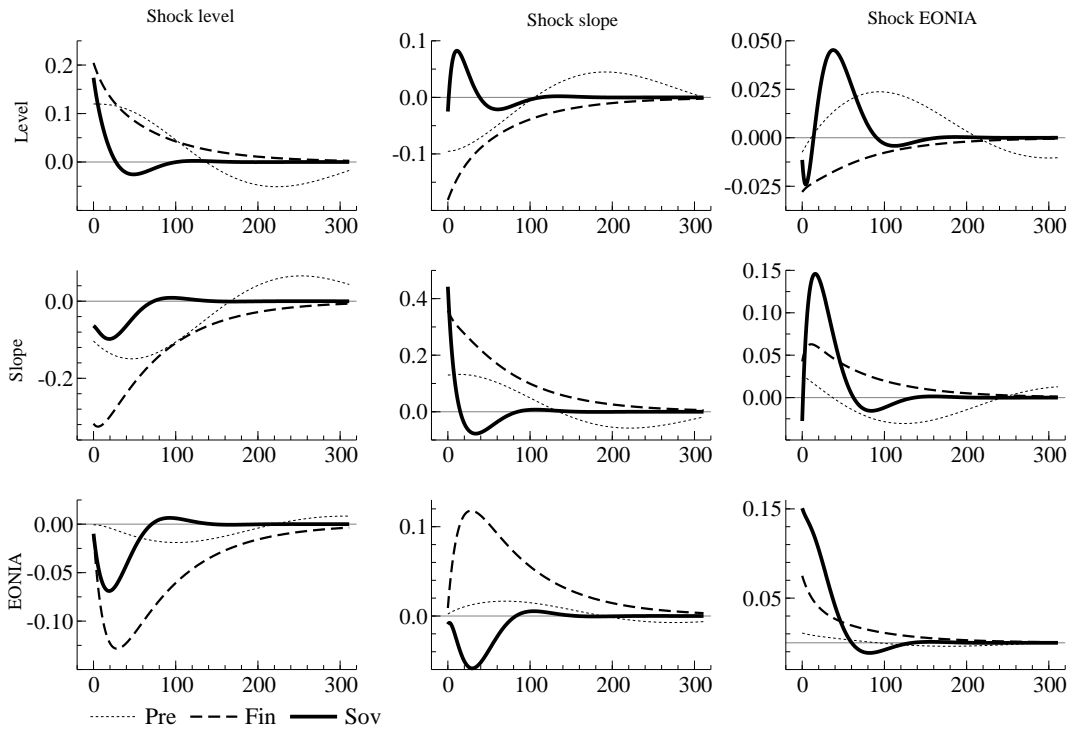 Shock level
Shock slope
Shock EONIA
Level
0.2
0.1
0.0
0 100 200 300
0.1
0.0
-0.1
0 100 200 300
0.050
0.025
0.000
-0.025
0 100 200 300
Slope
0.0
-0.2
0 100 200 300
0.4
0.2
0.0
0 100 200 300
0.15
0.10
0.05
0.00
0 100 200 300
EONIA
0.00
-0.05
-0.10
0 100 200 300
0.1
0.0
0 100 200 300
0.15
0.05
0 100 200 300
Pre Fin Sov